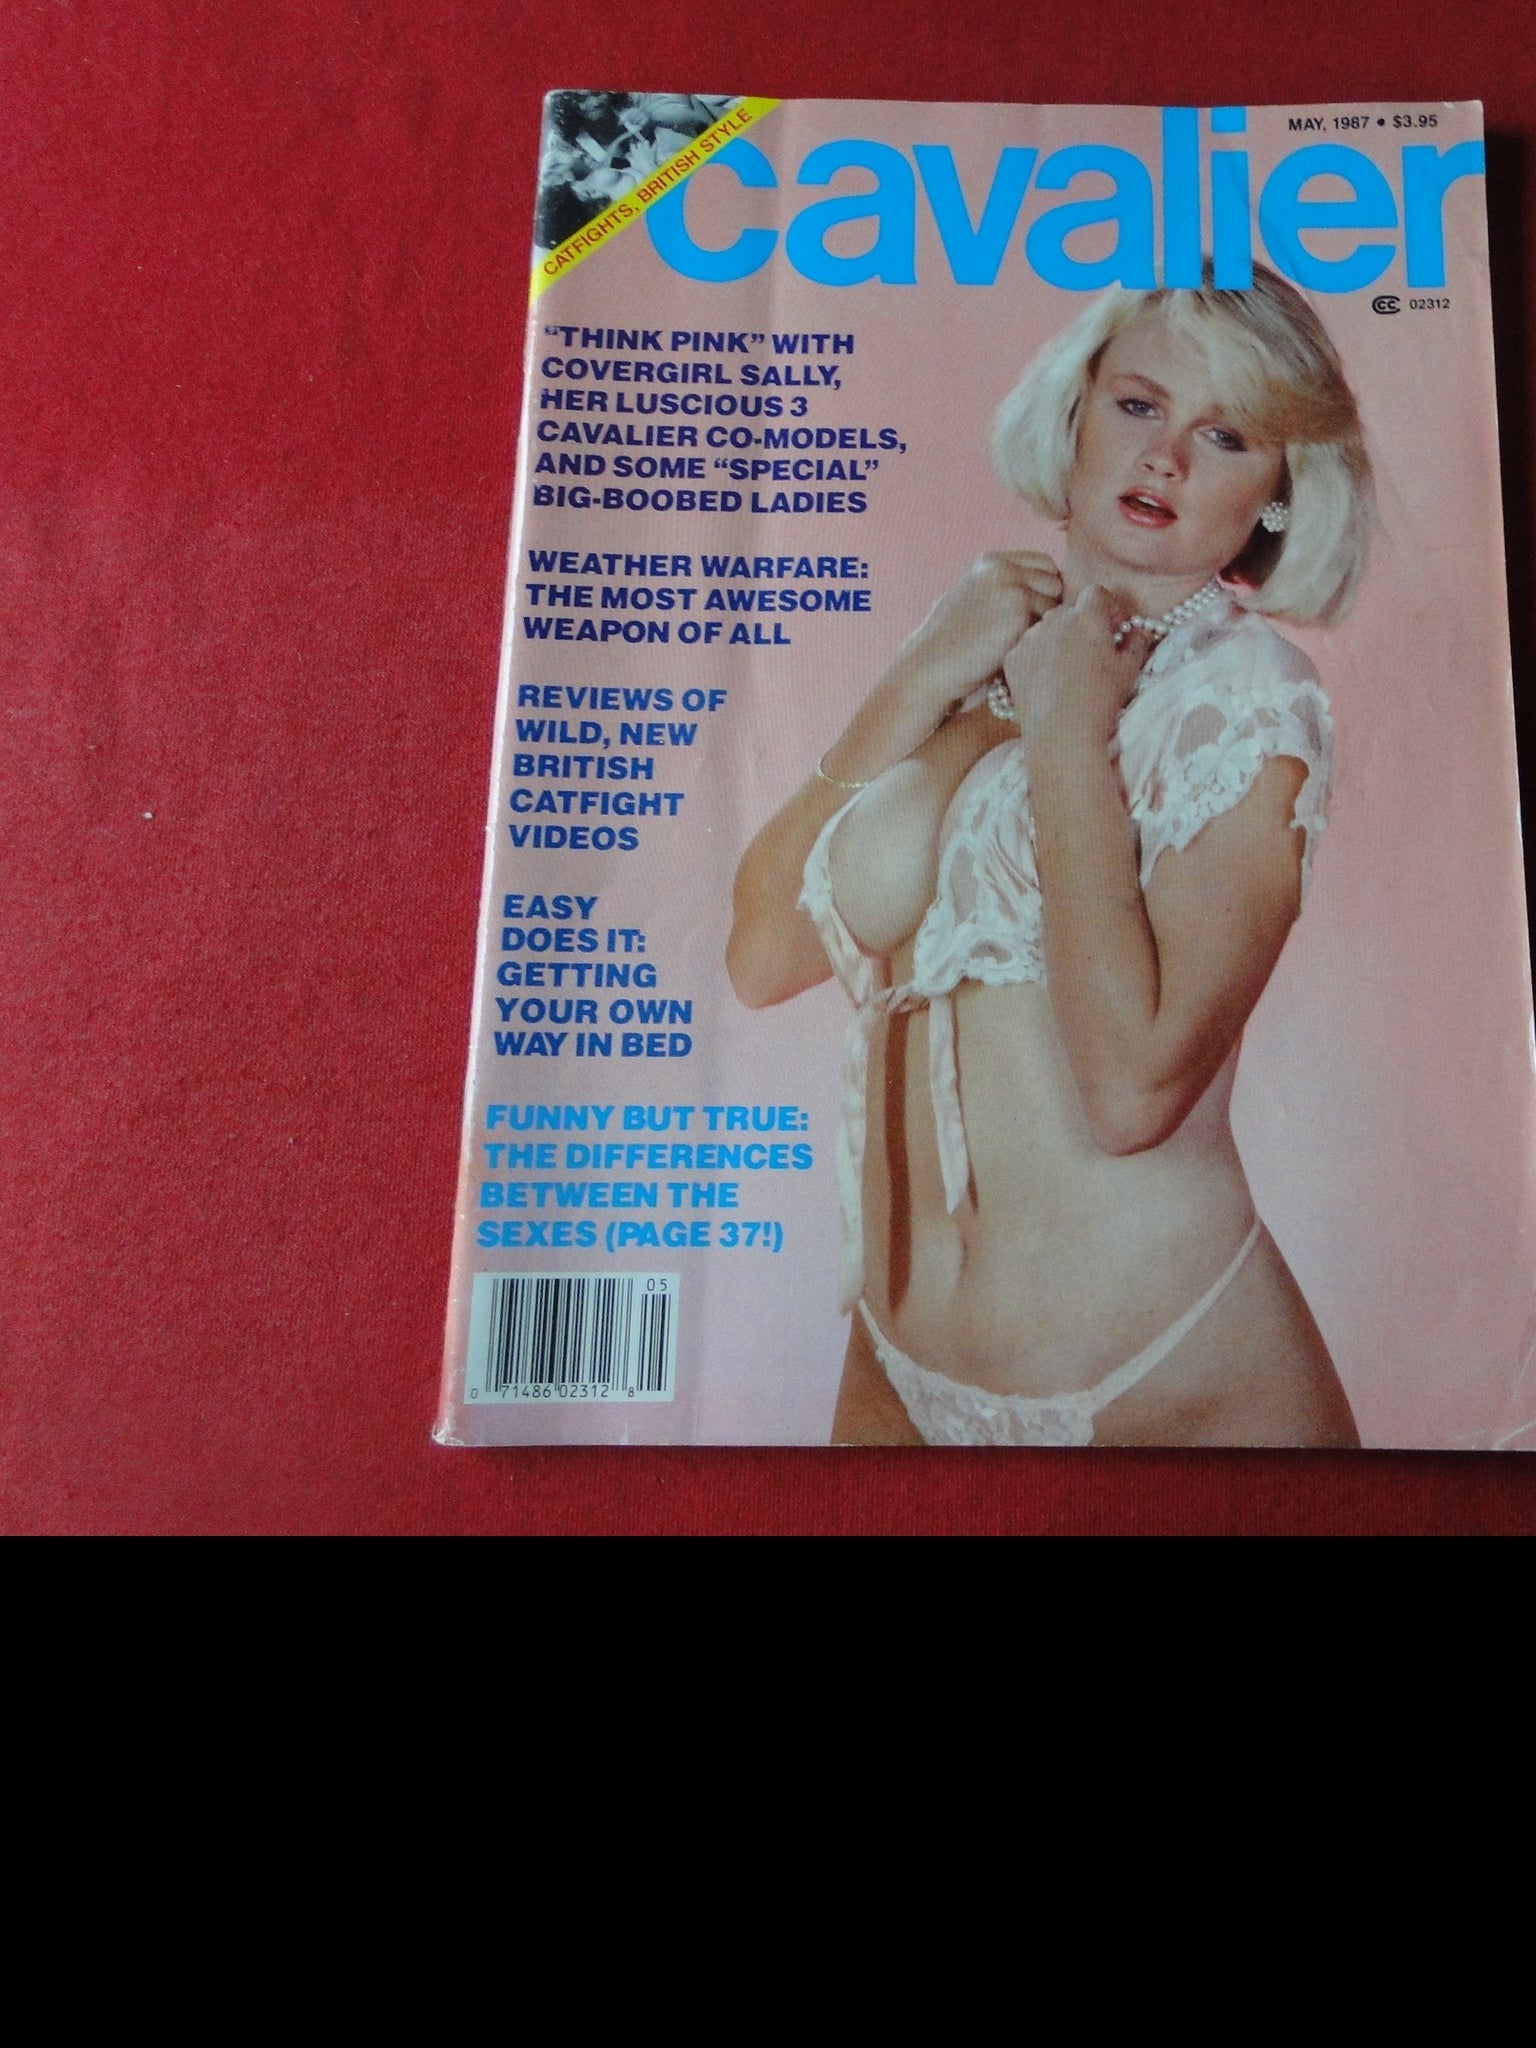 CATFIGHTS, BRITISH STYLE
MAY, 1987 • $3.95
cavalier
CC 02312
“THINK PINK” WITH
COVERGIRL SALLY,
HER LUSCIOUS 3
CAVALIER CO-MODELS,
AND SOME “SPECIAL”
BIG-BOOBED LADIES
WEATHER WARFARE:
THE MOST AWESOME
WEAPON OF ALL
REVIEWS OF
WILD, NEW
BRITISH
CATFIGHT
VIDEOS
EASY
DOES IT:
GETTING
YOUR OWN
WAY IN BED
FUNNY BUT TRUE:
THE DIFFERENCES
BETWEEN THE
SEXES (PAGE 37!)
05
0 71486 02312 8